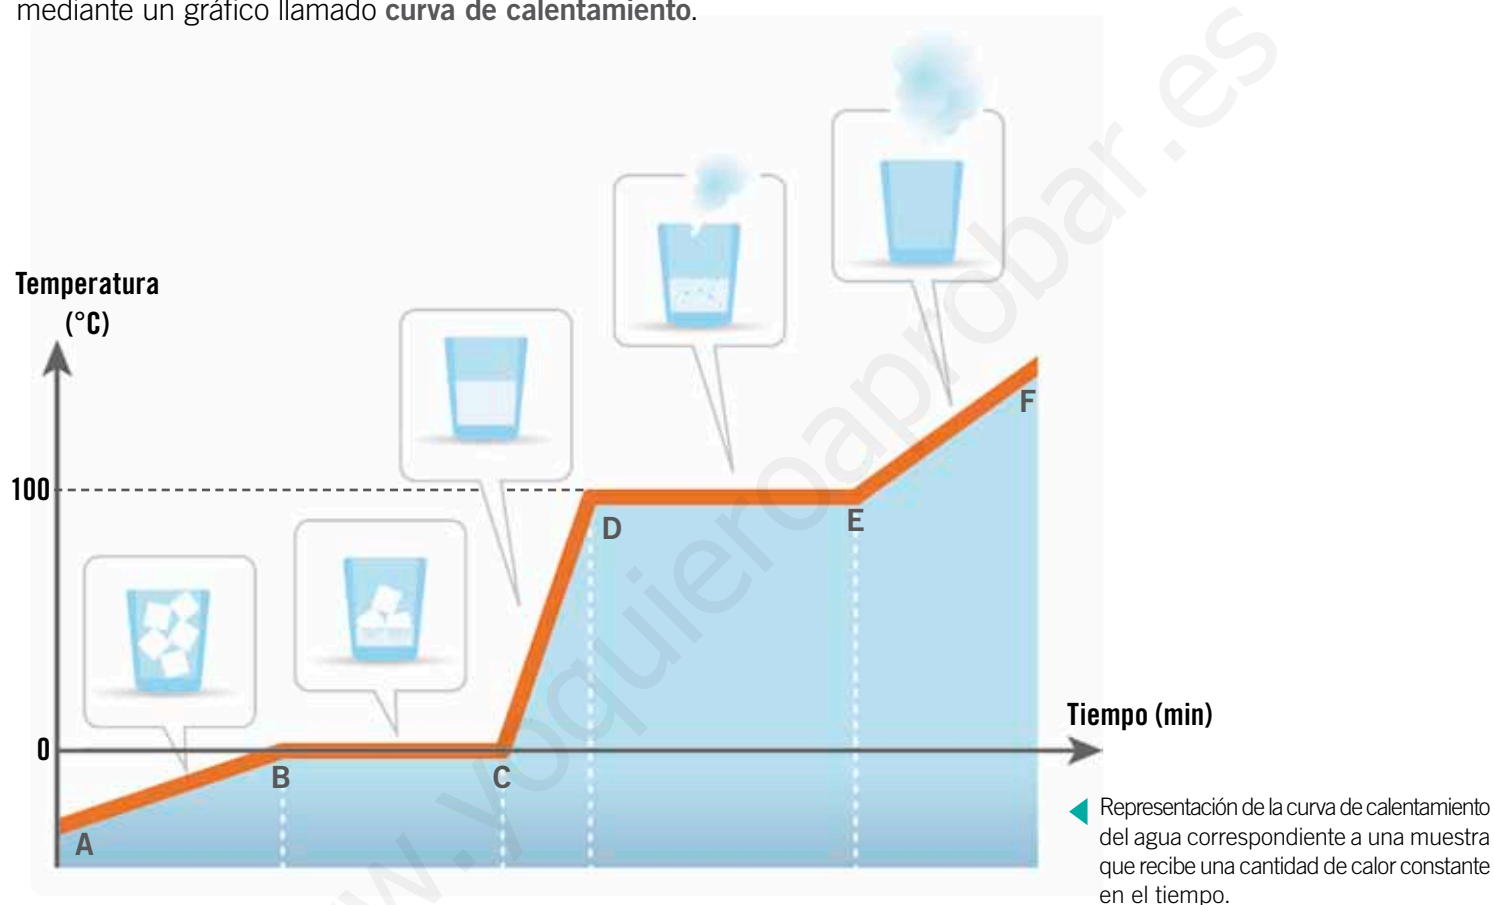 mediante un gráfico llamado curva de calentamiento.
Temperatura
(°C)
100
0
A
B
C
D
E
F
Tiempo (min)
Representación de la curva de calentamiento
del agua correspondiente a una muestra
que recibe una cantidad de calor constante
en el tiempo.
w.yoquieroaprobar.es